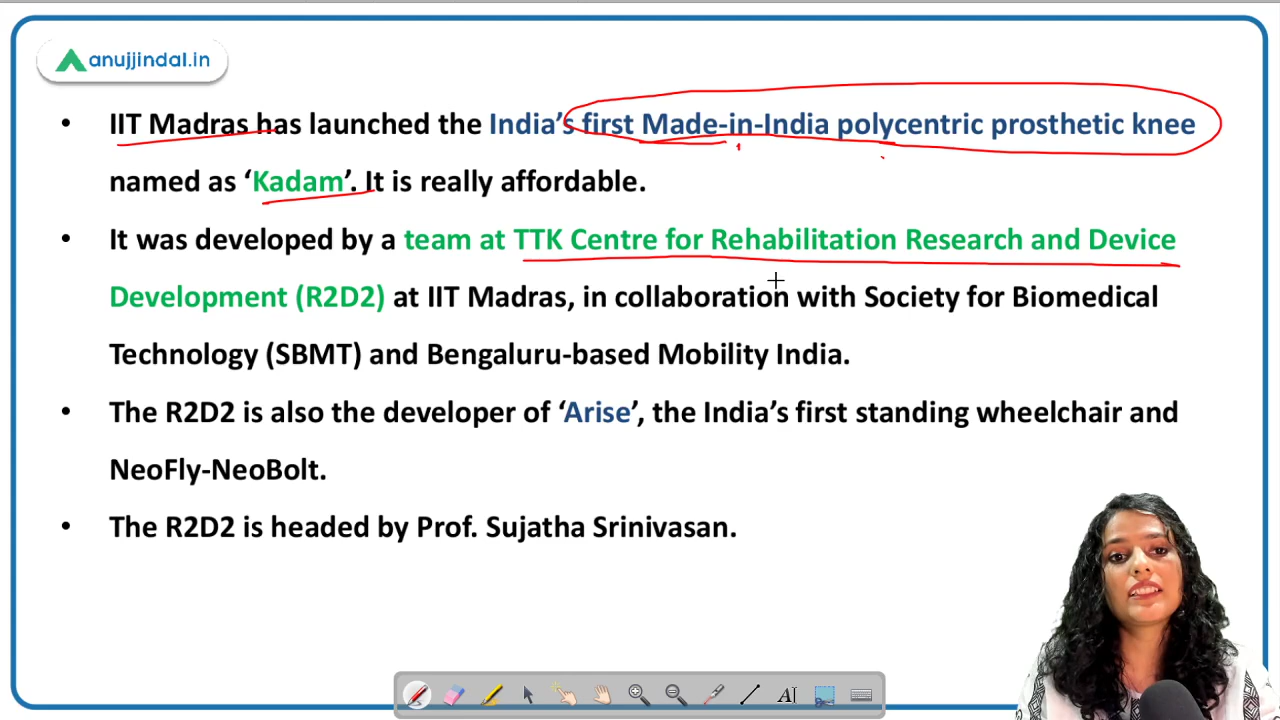 anujjindal.in
• IIT Madras has launched the India's first Made-in-India polycentric prosthetic knee
named as ‘Kadam’. It is really affordable.
• It was developed by a team at TTK Centre for Rehabilitation Research and Device
Development (R2D2) at IIT Madras, in collaboration with Society for Biomedical
Technology (SBMT) and Bengaluru-based Mobility India.
• The R2D2 is also the developer of ‘Arise’, the India’s first standing wheelchair and
NeoFly-NeoBolt.
• The R2D2 is headed by Prof. Sujatha Srinivasan.